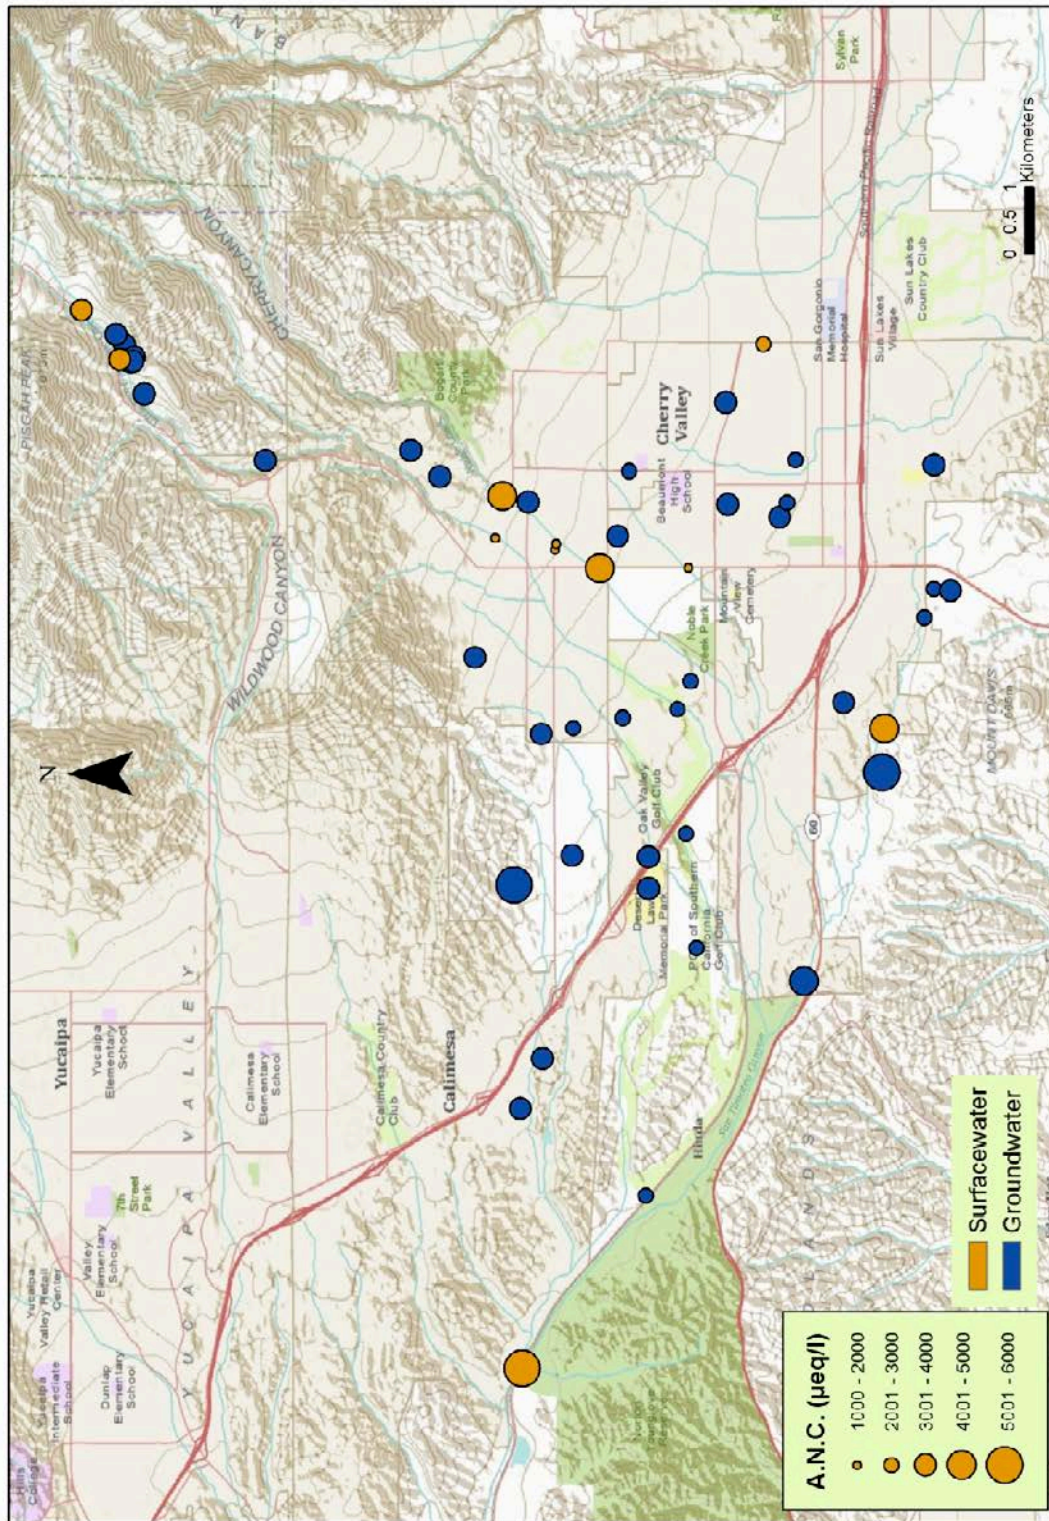 N
Yucaipa
Yucaipa
Elementary
School
Calimesa
Elementary
School
7th
Street
Park
Valley
Elementary
School
Yucaipa
Valley Retail
Center
Yucaipa
Intermediate
School
Dunlap
Elementary
School
Hills
College
YUCAIPA VALLEY
Calimesa Country
Club
Calimesa
WILDWOOD CANYON
PISGAH PEAK
CHERRY CANYON
Bogart
County
Park
Cherry
Valley
Beaumont
High
School
Noble
Creek Park
Mountain
View
Cemetery
Oak Valley
Golf Club
Desert
Lawn
Memorial Park
PGA of Southern
California
Golf Club
San Gorgonio
Memorial
Hospital
Sun Lakes
Village
Sun Lakes
Country Club
Southern Pacific Railroad
Sylvan
Park
MOUNT DAVIS
60
0 0.5 1
Kilometers
Surfacewater
Groundwater
A.N.C. (µeq/l)
1000 - 2000
2001 - 3000
3001 - 4000
4001 - 5000
5001 - 6000